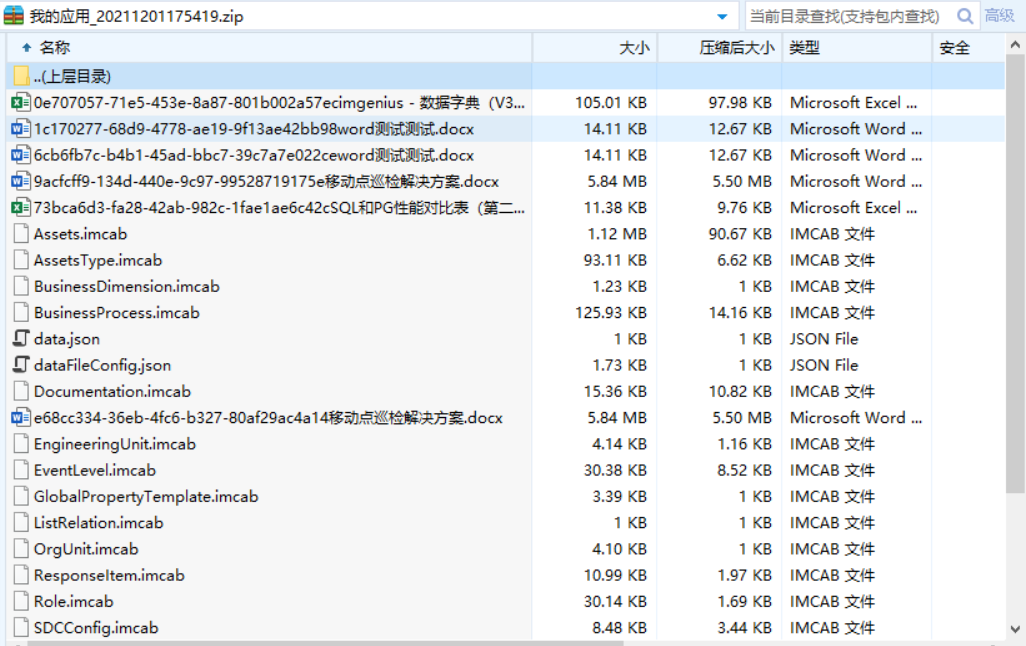 我的应用_20211201175419.zip 当前目录查找(支持包内查找) 高级
名称 大小 压缩后大小 类型 安全
..(上层目录)
0e707057-71e5-453e-8a87-801b002a57ecimgenius - 数据字典（V3... 105.01 KB 97.98 KB Microsoft Excel ...
1c170277-68d9-4778-ae19-9f13ae42bb98word测试测试.docx 14.11 KB 12.67 KB Microsoft Word ...
6cb6fb7c-b4b1-45ad-bbc7-39c7a7e022ceword测试测试.docx 14.11 KB 12.67 KB Microsoft Word ...
9acfcff9-134d-440e-9c97-99528719175e移动点巡检解决方案.docx 5.84 MB 5.50 MB Microsoft Word ...
73bca6d3-fa28-42ab-982c-1fae1ae6c42cSQL和PG性能对比表（第二... 11.38 KB 9.76 KB Microsoft Excel ...
Assets.imcab 1.12 MB 90.67 KB IMCAB 文件
AssetsType.imcab 93.11 KB 6.62 KB IMCAB 文件
BusinessDimension.imcab 1.23 KB 1 KB IMCAB 文件
BusinessProcess.imcab 125.93 KB 14.16 KB IMCAB 文件
data.json 1 KB 1 KB JSON File
dataFileConfig.json 1.73 KB 1 KB JSON File
Documentation.imcab 15.36 KB 10.82 KB IMCAB 文件
e68cc334-36eb-4fc6-b327-80af29ac4a14移动点巡检解决方案.docx 5.84 MB 5.50 MB Microsoft Word ...
EngineeringUnit.imcab 4.14 KB 1.16 KB IMCAB 文件
EventLevel.imcab 30.38 KB 8.52 KB IMCAB 文件
GlobalPropertyTemplate.imcab 3.39 KB 1 KB IMCAB 文件
ListRelation.imcab 1 KB 1 KB IMCAB 文件
OrgUnit.imcab 4.10 KB 1 KB IMCAB 文件
ResponseItem.imcab 10.99 KB 1.97 KB IMCAB 文件
Role.imcab 30.14 KB 1.69 KB IMCAB 文件
SDCConfig.imcab 8.48 KB 3.44 KB IMCAB 文件